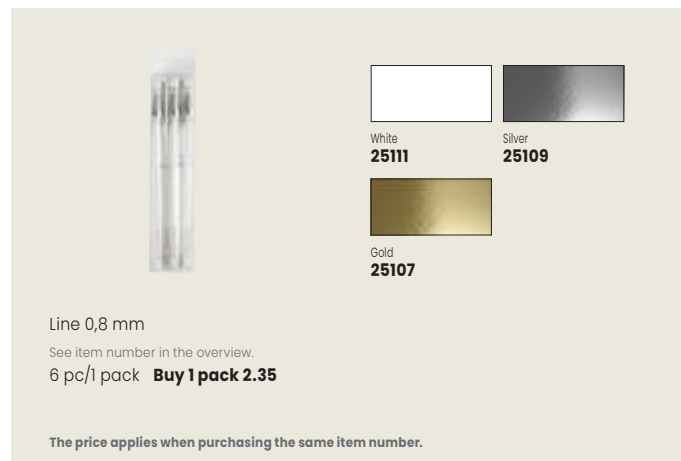 White
25111
Silver
25109
Gold
25107
Line 0,8 mm
See item number in the overview.
6 pc/1 pack Buy 1 pack 2.35
The price applies when purchasing the same item number.